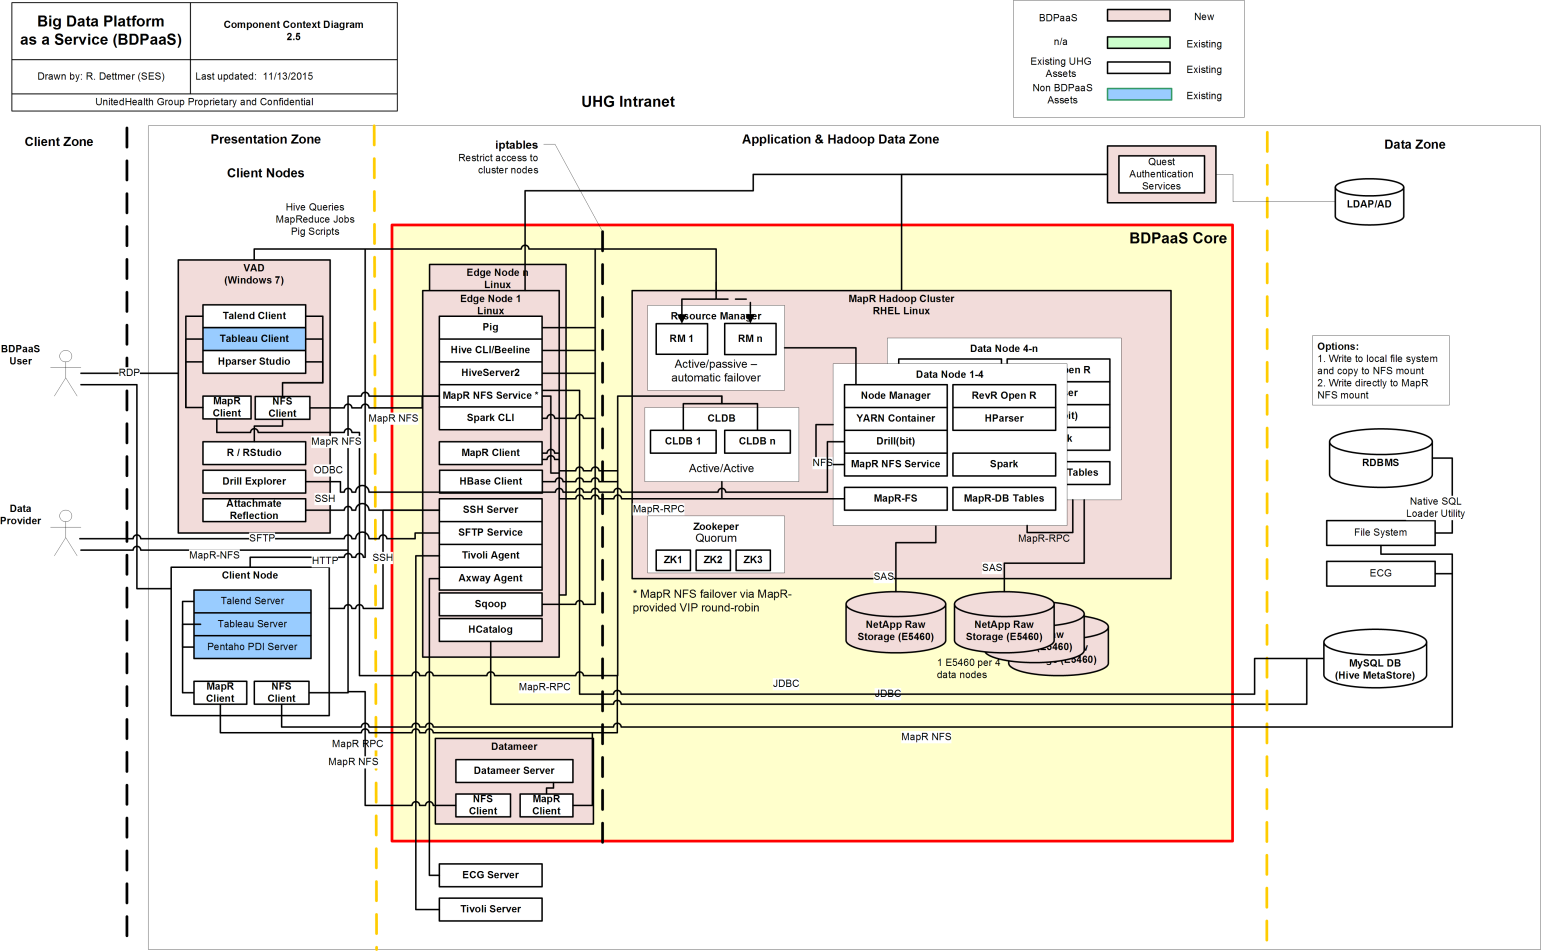 Big Data Platform
as a Service (BDPaaS)
Component Context Diagram
2.5
Drawn by: R. Dettmer (SES)
Last updated: 11/13/2015
UnitedHealth Group Proprietary and Confidential
BDPaaS
New
n/a
Existing
Existing UHG
Assets
Existing
Non BDPaaS
Assets
Existing
UHG Intranet
Client Zone
Presentation Zone
Application & Hadoop Data Zone
Data Zone
Client Nodes
iptables
Restrict access to
cluster nodes
Quest
Authentication
Services
LDAP/AD
Hive Queries
MapReduce Jobs
Pig Scripts
BDPaaS Core
VAD
(Windows 7)
Talend Client
Tableau Client
Hparser Studio
MapR
Client
NFS
Client
R / RStudio
Drill Explorer
Attachmate
Reflection
BDPaaS
User
RDP
Data
Provider
SFTP
MapR-NFS
HTTP
SSH
MapR NFS
MapR NFS
ODBC
SSH
Client Node
Talend Server
Tableau Server
Pentaho PDI Server
MapR
Client
NFS
Client
MapR RPC
MapR NFS
Edge Node n
Linux
Edge Node 1
Linux
Pig
Hive CLI/Beeline
HiveServer2
MapR NFS Service *
Spark CLI
MapR Client
HBase Client
SSH Server
SFTP Service
Tivoli Agent
Axway Agent
Sqoop
HCatalog
MapR-RPC
Datameer
Datameer Server
NFS
Client
MapR
Client
ECG Server
Tivoli Server
MapR Hadoop Cluster
RHEL Linux
Resource Manager
RM 1
RM n
Active/passive –
automatic failover
CLDB
CLDB 1
CLDB n
Active/Active
MapR-RPC
Zookeper
Quorum
ZK1
ZK2
ZK3
* MapR NFS failover via MapR-
provided VIP round-robin
Data Node 4-n
en R
er
it)
k
Tables
Data Node 1-4
Node Manager
RevR Open R
YARN Container
HParser
Drill(bit)
NFS
MapR NFS Service
Spark
MapR-FS
MapR-DB Tables
MapR-RPC
SAS
SAS
NetApp Raw
Storage (E5460)
NetApp Raw
Storage (E5460)
1 E5460 per 4
data nodes
JDBC
JDBC
MapR NFS
Options:
1. Write to local file system
and copy to NFS mount
2. Write directly to MapR
NFS mount
RDBMS
Native SQL
Loader Utility
File System
ECG
MySQL DB
(Hive MetaStore)